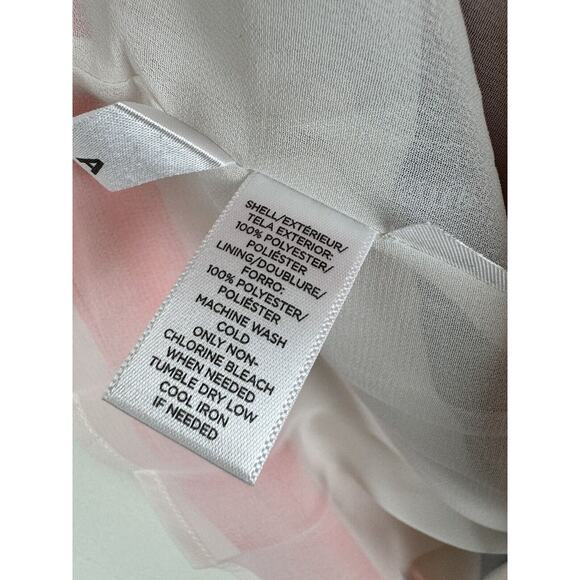 A
SHELL/EXTÉRIEUR/
TELA EXTERIOR:
100% POLYESTER/
POLIÉSTER
LINING/DOUBLURE/
FORRO:
100% POLYESTER/
POLIÉSTER
MACHINE WASH
COLD
ONLY NON-
CHLORINE BLEACH
WHEN NEEDED
TUMBLE DRY LOW
COOL IRON
IF NEEDED